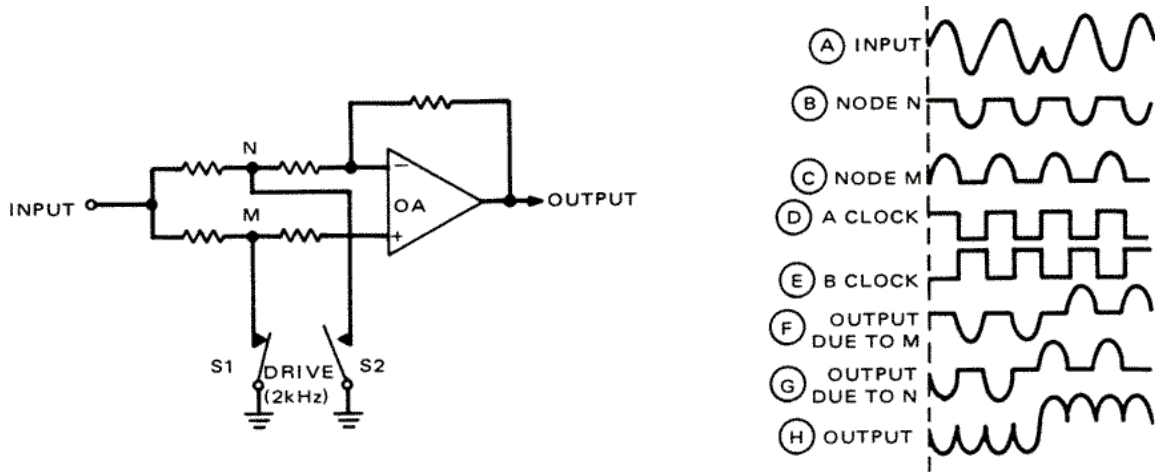 N
−
INPUT
OA
OUTPUT
M
+
S1
DRIVE
(2kHz)
S2
A INPUT
B NODE N
C NODE M
D A CLOCK
E B CLOCK
F OUTPUT
DUE TO M
G OUTPUT
DUE TO N
H OUTPUT